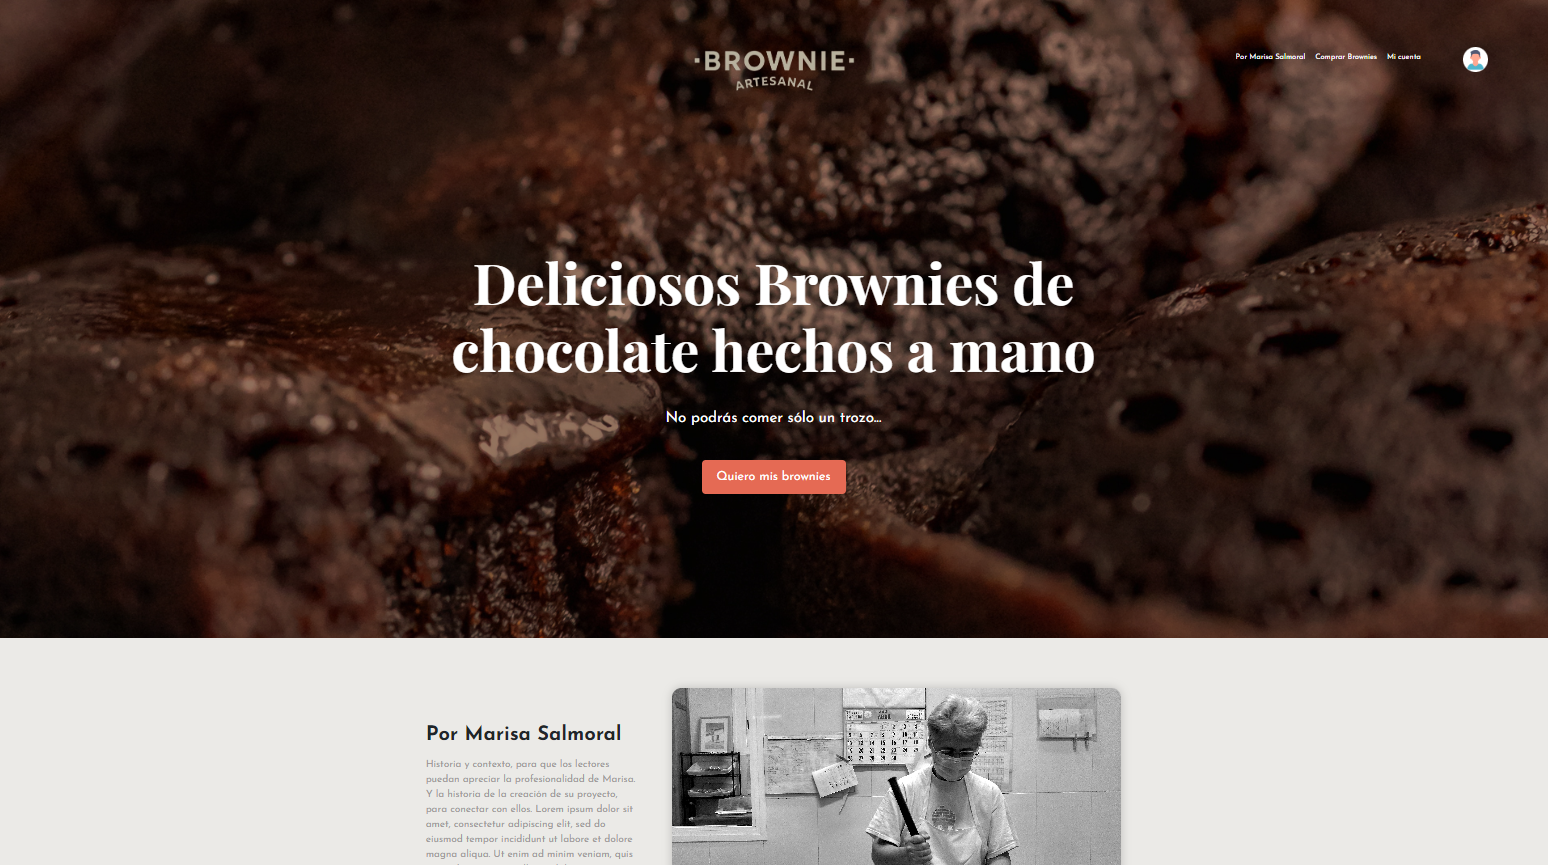 ·BROWNIE·
ARTESANAL
Por Marisa Salmoral Comprar Brownies Mi cuenta
Deliciosos Brownies de
chocolate hechos a mano
No podrás comer sólo un trozo...
Quiero mis brownies
Por Marisa Salmoral
Historia y contexto, para que los lectores
puedan apreciar la profesionalidad de Marisa.
Y la historia de la creación de su proyecto,
para conectar con ellos. Lorem ipsum dolor sit
amet, consectetur adipiscing elit, sed do
eiusmod tempor incididunt ut labore et dolore
magna aliqua. Ut enim ad minim veniam, quis